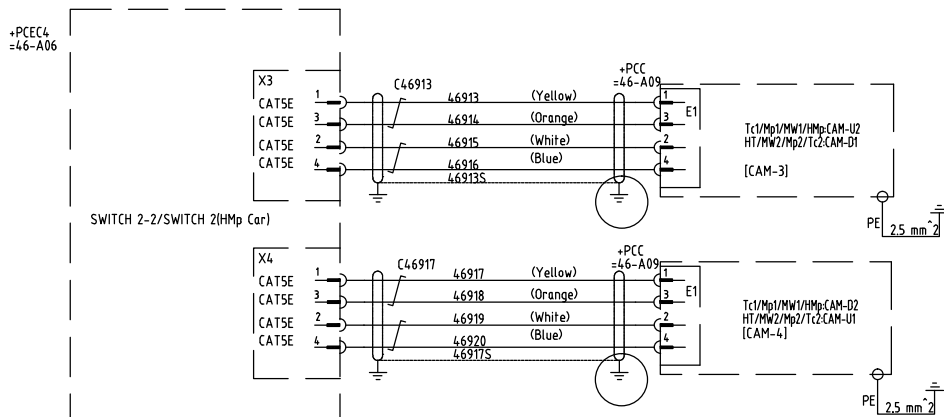 +PCEC4
=46-A06
X3
CAT5E 1
CAT5E 3
CAT5E 2
CAT5E 4
C46913
46913 (Yellow)
46914 (Orange)
46915 (White)
46916 (Blue)
46913S
+PCC
=46-A09
1
3
2
4
E1
Tc1/Mp1/MW1/HMp:CAM-U2
HT/MW2/Mp2/Tc2:CAM-D1
[CAM-3]
PE 2.5 mm^2
SWITCH 2-2/SWITCH 2(HMp Car)
X4
CAT5E 1
CAT5E 3
CAT5E 2
CAT5E 4
C46917
46917 (Yellow)
46918 (Orange)
46919 (White)
46920 (Blue)
46917S
+PCC
=46-A09
1
3
2
4
E1
Tc1/Mp1/MW1/HMp:CAM-D2
HT/MW2/Mp2/Tc2:CAM-U1
[CAM-4]
PE 2.5 mm^2